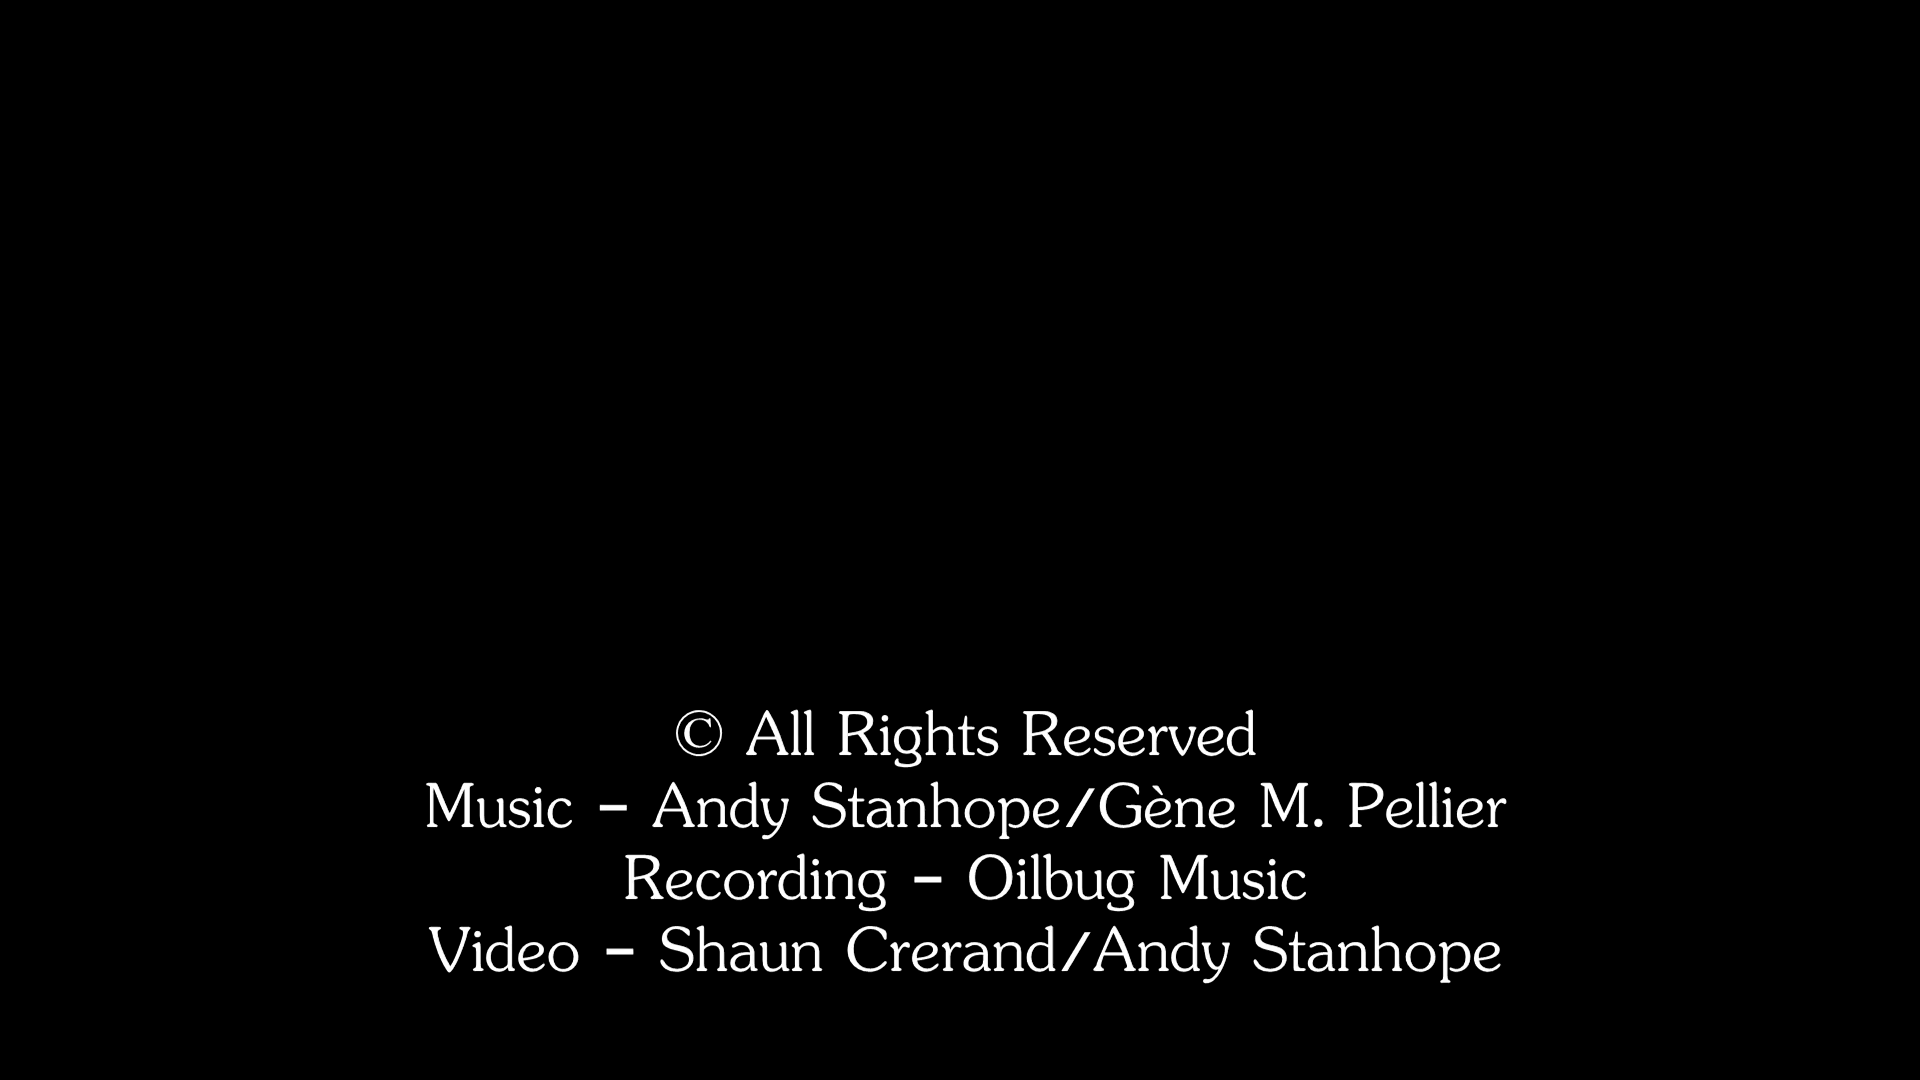 © All Rights Reserved
Music - Andy Stanhope/Gène M. Pellier
Recording - Oilbug Music
Video - Shaun Crerand/Andy Stanhope